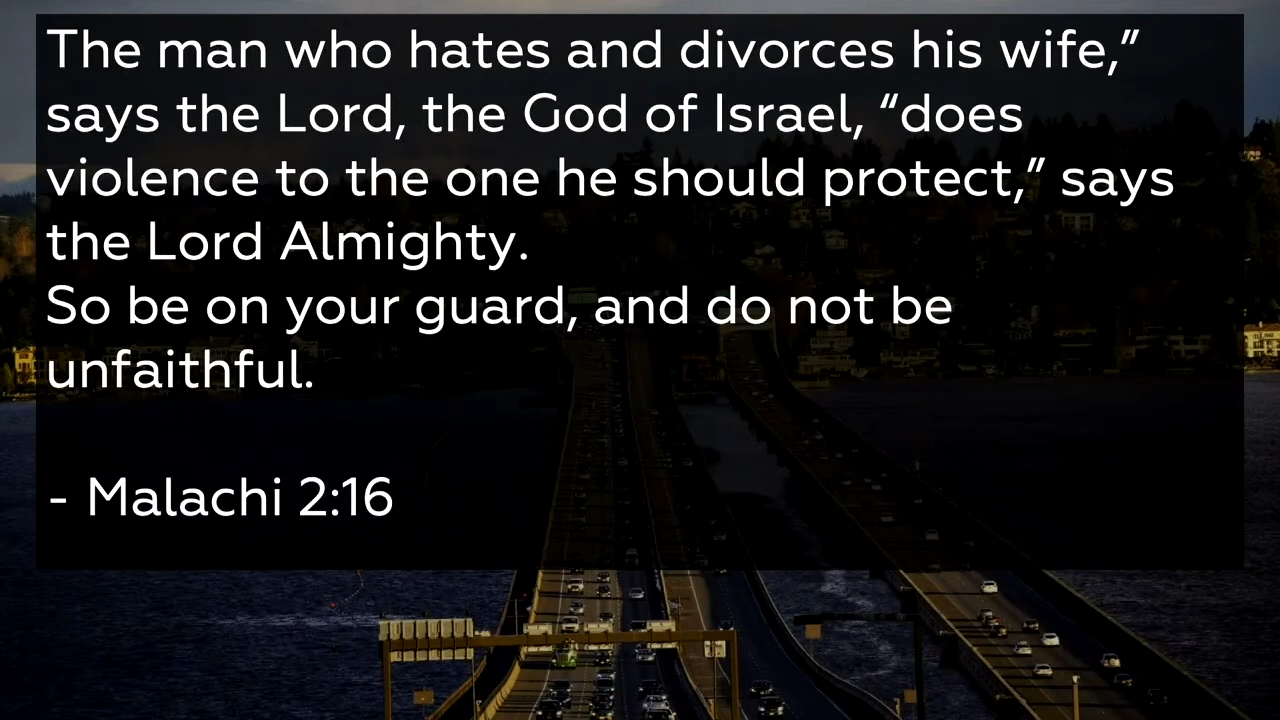 The man who hates and divorces his wife,”
says the Lord, the God of Israel, “does
violence to the one he should protect,” says
the Lord Almighty.
So be on your guard, and do not be
unfaithful.
- Malachi 2:16